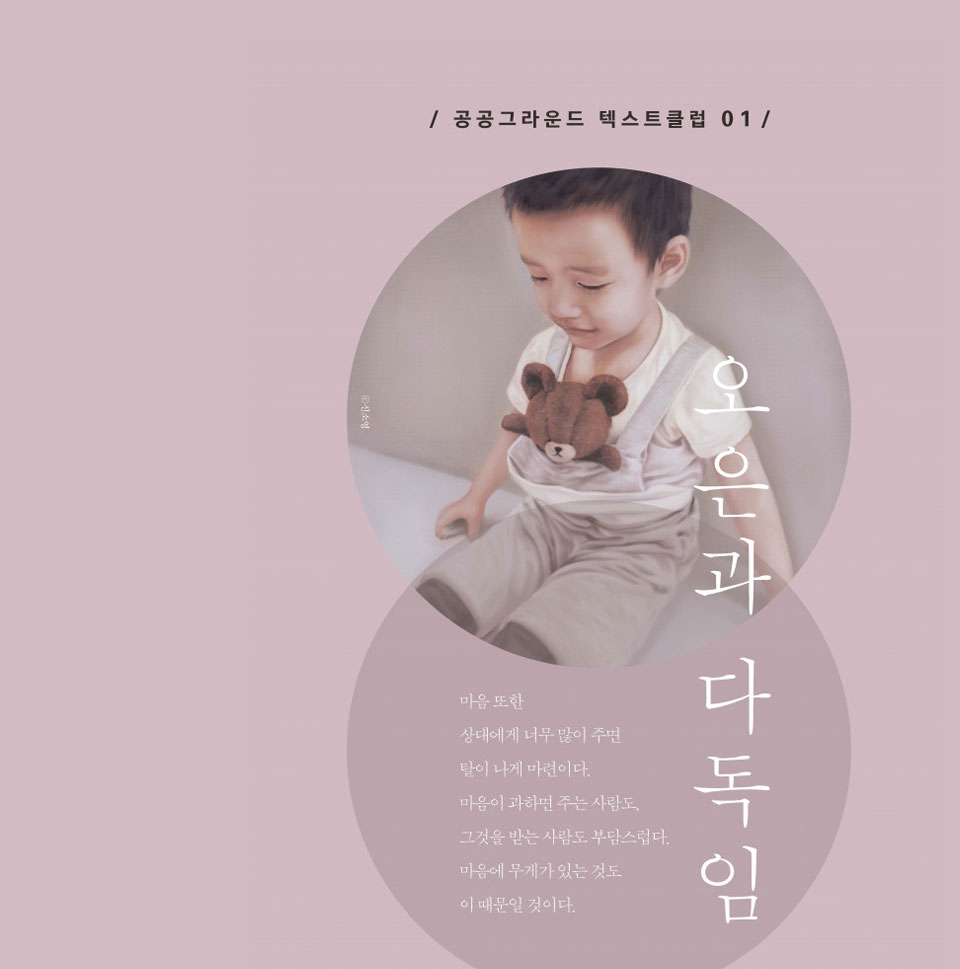 / 공공그라운드 텍스트클럽 01 /
©신소영
오은과 다독임
마음 또한
상대에게 너무 많이 주면
탈이 나게 마련이다.
마음이 과하면 주는 사람도,
그것을 받는 사람도 부담스럽다.
마음에 무게가 있는 것도
이 때문일 것이다.